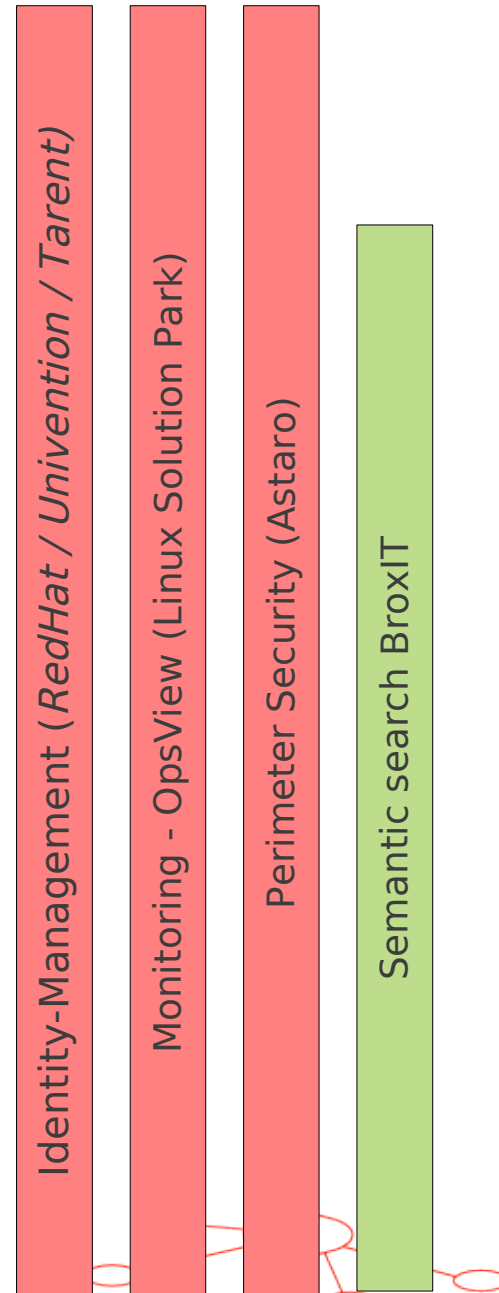 Identity-Management (RedHat / Univention / Tarent)
Monitoring - OpsView (Linux Solution Park)
Perimeter Security (Astaro)
Semantic search BroxIT